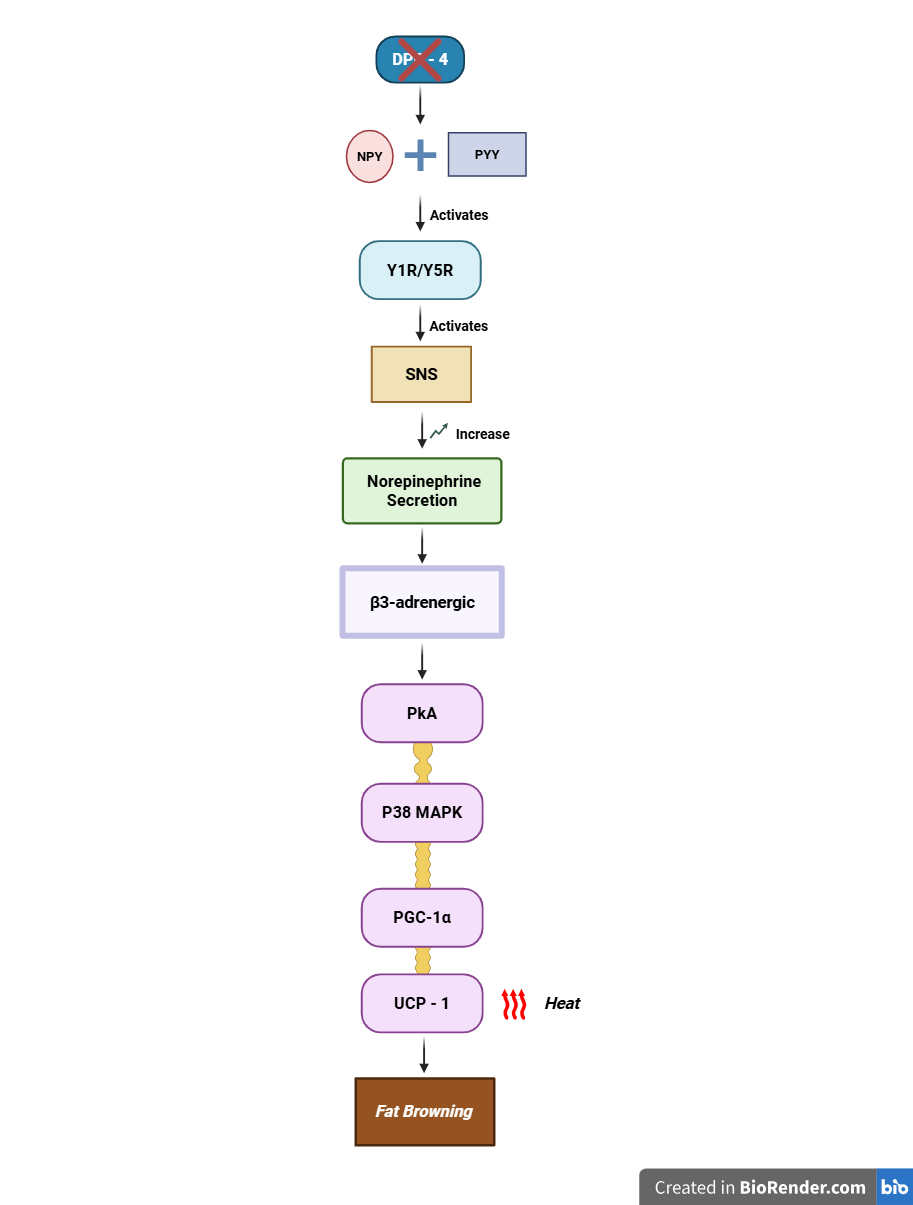 DPP - 4
NPY
PYY
Activates
Y1R/Y5R
Activates
SNS
Increase
Norepinephrine
Secretion
β3-adrenergic
PkA
P38 MAPK
PGC-1α
UCP - 1
Heat
Fat Browning
Created in BioRender.com
bio